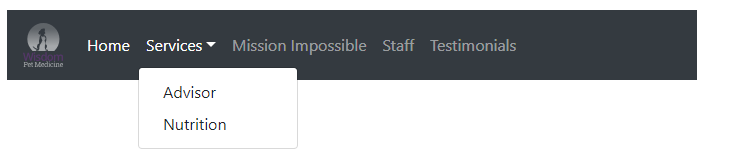 Pet Medicine
Home Services Mission Impossible Staff Testimonials
Advisor
Nutrition